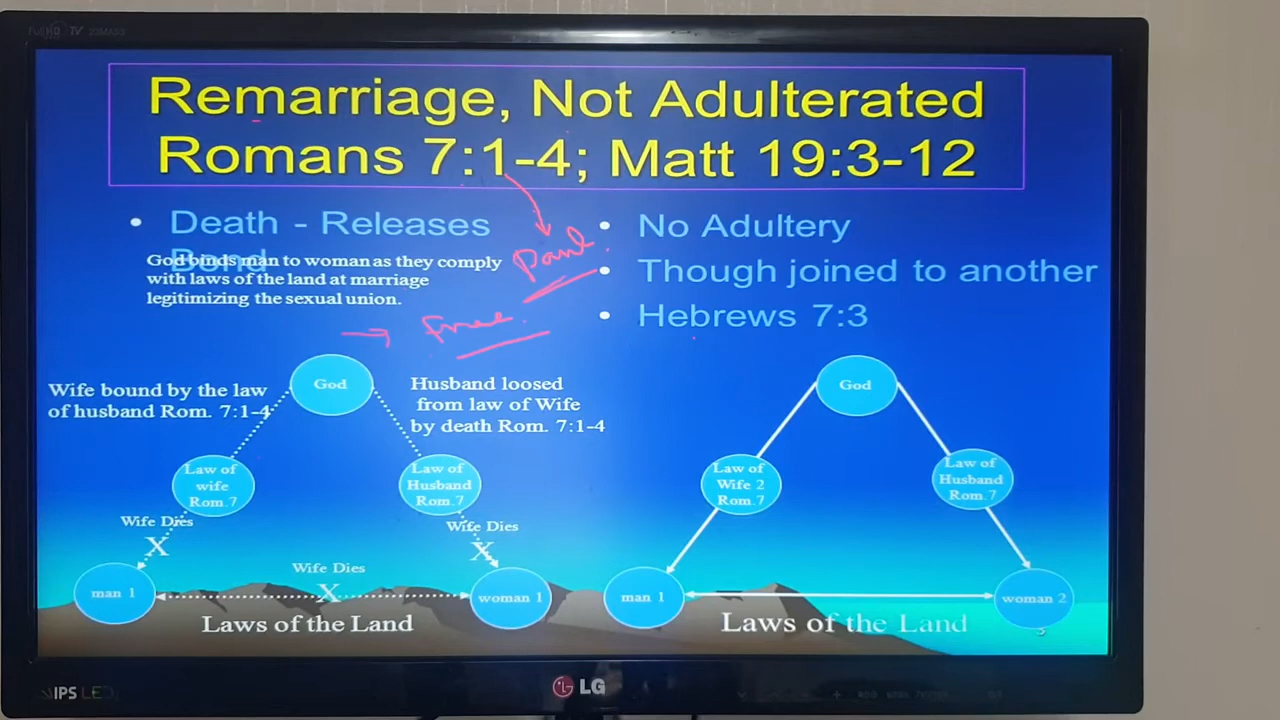 Full HD TV 23MA53
Remarriage, Not Adulterated
Romans 7:1-4; Matt 19:3-12
• Death - Releases
Bond
God binds man to woman as they comply
with laws of the land at marriage
legitimizing the sexual union.
Paul
→ Free
• No Adultery
• Though joined to another
• Hebrews 7:3
Wife bound by the law
of husband Rom. 7:1-4
God
Husband loosed
from law of Wife
by death Rom. 7:1-4
Law of
wife
Rom.7
Law of
Husband
Rom.7
Wife Dies
X
Wife Dies
X
Wife Dies
X
man 1
woman 1
Laws of the Land
God
Law of
Wife 2
Rom.7
Law of
Husband
Rom.7
man 1
woman 2
Laws of the Land
3
IPS LED
LG